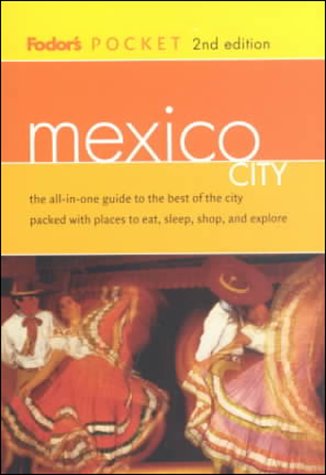 Fodor's POCKET 2nd edition
mexico
CITY
the all-in-one guide to the best of the city
packed with places to eat, sleep, shop, and explore